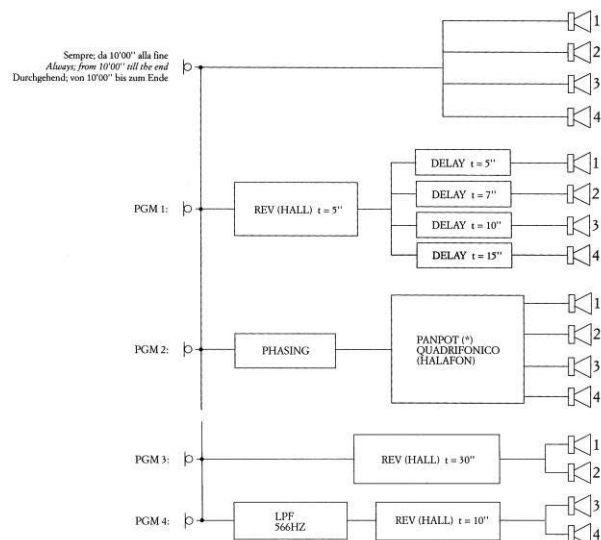 Sempre; da 10'00" alla fine
Always; from 10'00" till the end
Durchgehend; von 10'00" bis zum Ende
1
2
3
4
PGM 1:
REV (HALL) t = 5"
DELAY t = 5"
DELAY t = 7"
DELAY t = 10"
DELAY t = 15"
1
2
3
4
PGM 2:
PHASING
PANPOT (*)
QUADRIFONICO
(HALAFON)
1
2
3
4
PGM 3:
REV (HALL) t = 30"
1
2
PGM 4:
LPF
566HZ
REV (HALL) t = 10"
3
4